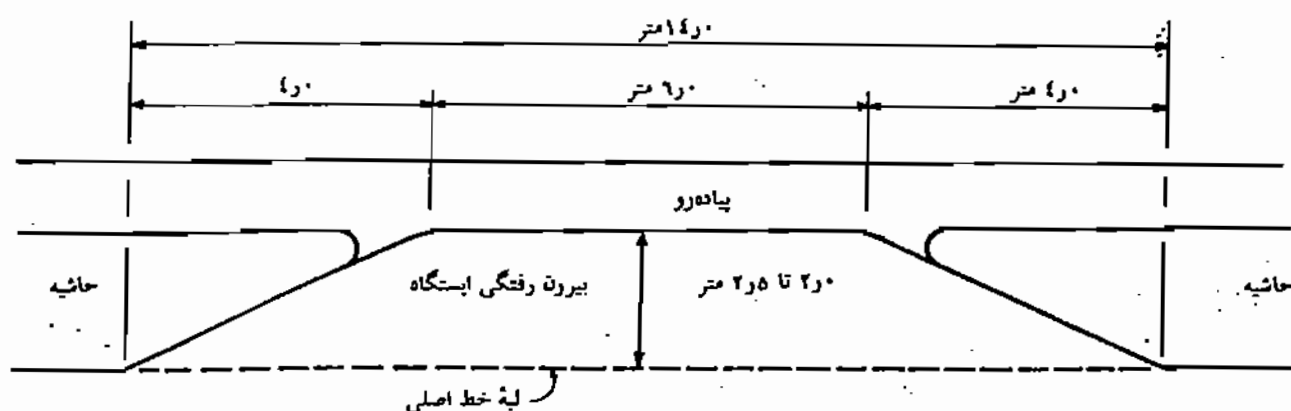 ۱۴٫۰ متر
۴٫۰
۶٫۰ متر
۴٫۰ متر
پیاده‌رو
حاشیه
بیرون رفتگی ایستگاه
۲٫۰ تا ۲٫۵ متر
حاشیه
لبهٔ خط اصلی